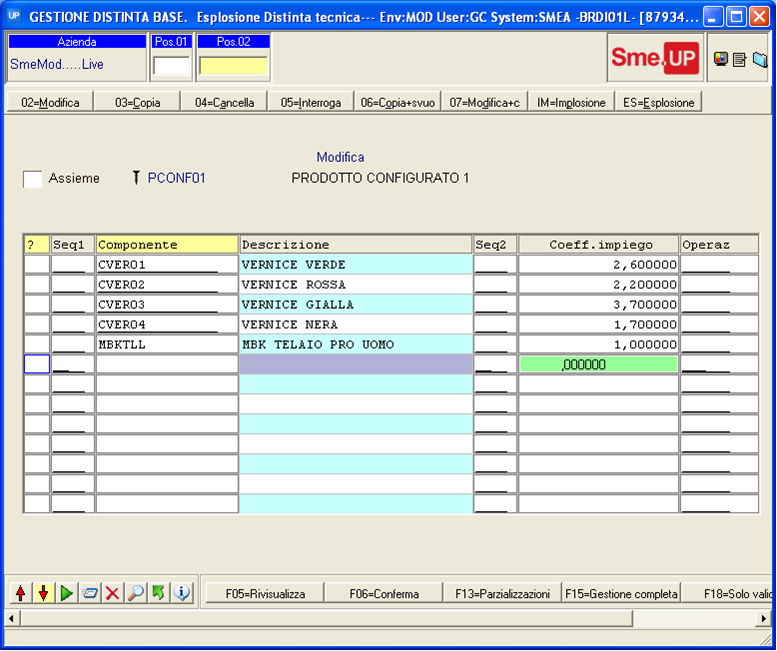 UP GESTIONE DISTINTA BASE. Esplosione Distinta tecnica--- Env:MOD User:GC System:SMEA -BRDI01L- [87934...
Azienda Pos.01 Pos.02
SmeMod.....Live
Sme.UP
02=Modifica 03=Copia 04=Cancella 05=Interroga 06=Copia+svuo 07=Modifica+c IM=Implosione ES=Esplosione
Modifica
Assieme PCONF01 PRODOTTO CONFIGURATO 1
? Seq1 Componente Descrizione Seq2 Coeff.impiego Operaz
CVER01 VERNICE VERDE 2,600000
CVER02 VERNICE ROSSA 2,200000
CVER03 VERNICE GIALLA 3,700000
CVER04 VERNICE NERA 1,700000
MBKTLL MBK TELAIO PRO UOMO 1,000000
,000000
F05=Rivisualizza F06=Conferma F13=Parzializzazioni F15=Gestione completa F18=Solo valid